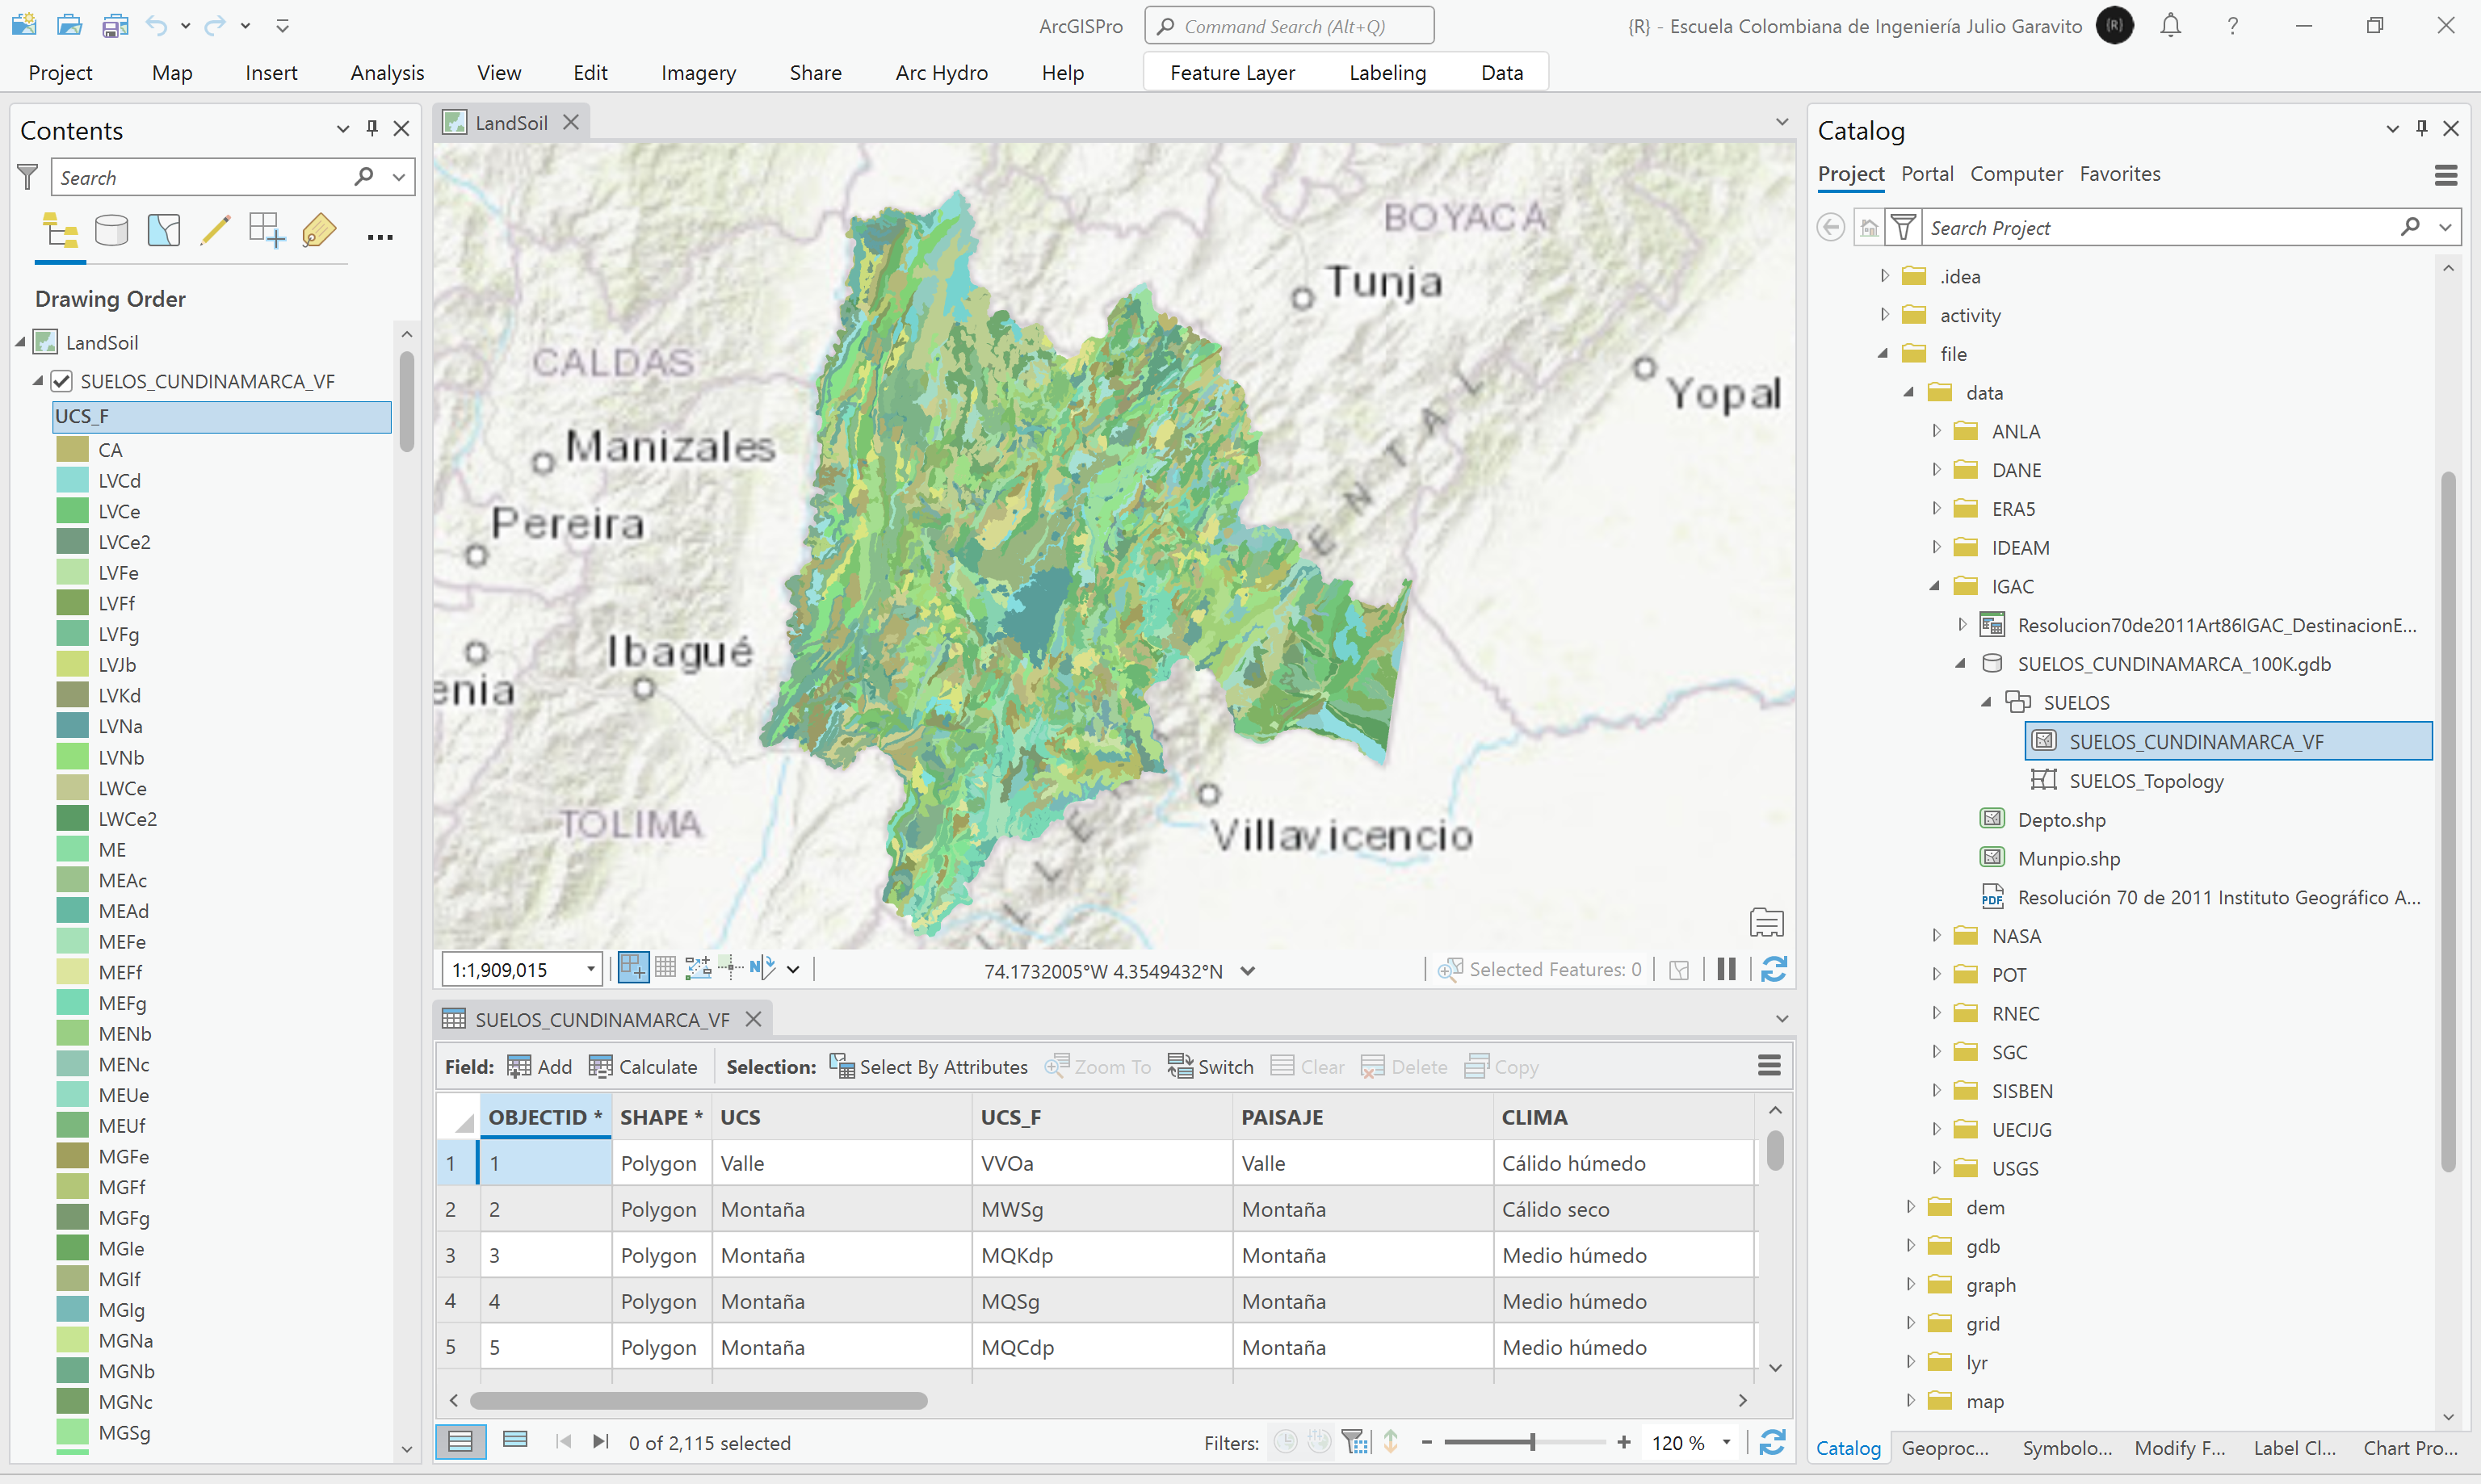 ArcGISPro
Command Search (Alt+Q)
{R} - Escuela Colombiana de Ingeniería Julio Garavito
{R}
?
Project Map Insert Analysis View Edit Imagery Share Arc Hydro Help Feature Layer Labeling Data
Contents
Search
Drawing Order
LandSoil
SUELOS_CUNDINAMARCA_VF
UCS_F
CA
LVCd
LVCe
LVCe2
LVFe
LVFf
LVFg
LVJb
LVKd
LVNa
LVNb
LWCe
LWCe2
ME
MEAc
MEAd
MEFe
MEFf
MEFg
MENb
MENc
MEUe
MEUf
MGFe
MGFf
MGFg
MGIe
MGIf
MGIg
MGNa
MGNb
MGNc
MGSg
LandSoil
BOYACA
Tunja
CALDAS
Yopal
Manizales
Pereira
ENTAL
Ibagué
enia
TOLIMA
Villavicencio
LLE
1:1,909,015
74.1732005°W 4.3549432°N
Selected Features: 0
SUELOS_CUNDINAMARCA_VF
Field: Add Calculate Selection: Select By Attributes Zoom To Switch Clear Delete Copy
OBJECTID * SHAPE * UCS UCS_F PAISAJE CLIMA
1 1 Polygon Valle VVOa Valle Cálido húmedo
2 2 Polygon Montaña MWSg Montaña Cálido seco
3 3 Polygon Montaña MQKdp Montaña Medio húmedo
4 4 Polygon Montaña MQSg Montaña Medio húmedo
5 5 Polygon Montaña MQCdp Montaña Medio húmedo
0 of 2,115 selected
Filters:
120 %
Catalog
Project Portal Computer Favorites
Search Project
.idea
activity
file
data
ANLA
DANE
ERA5
IDEAM
IGAC
Resolucion70de2011Art86IGAC_DestinacionE...
SUELOS_CUNDINAMARCA_100K.gdb
SUELOS
SUELOS_CUNDINAMARCA_VF
SUELOS_Topology
Depto.shp
Munpio.shp
PDF Resolución 70 de 2011 Instituto Geográfico A...
NASA
POT
RNEC
SGC
SISBEN
UECIJG
USGS
dem
gdb
graph
grid
lyr
map
Catalog Geoproc... Symbolo... Modify F... Label Cl... Chart Pro...